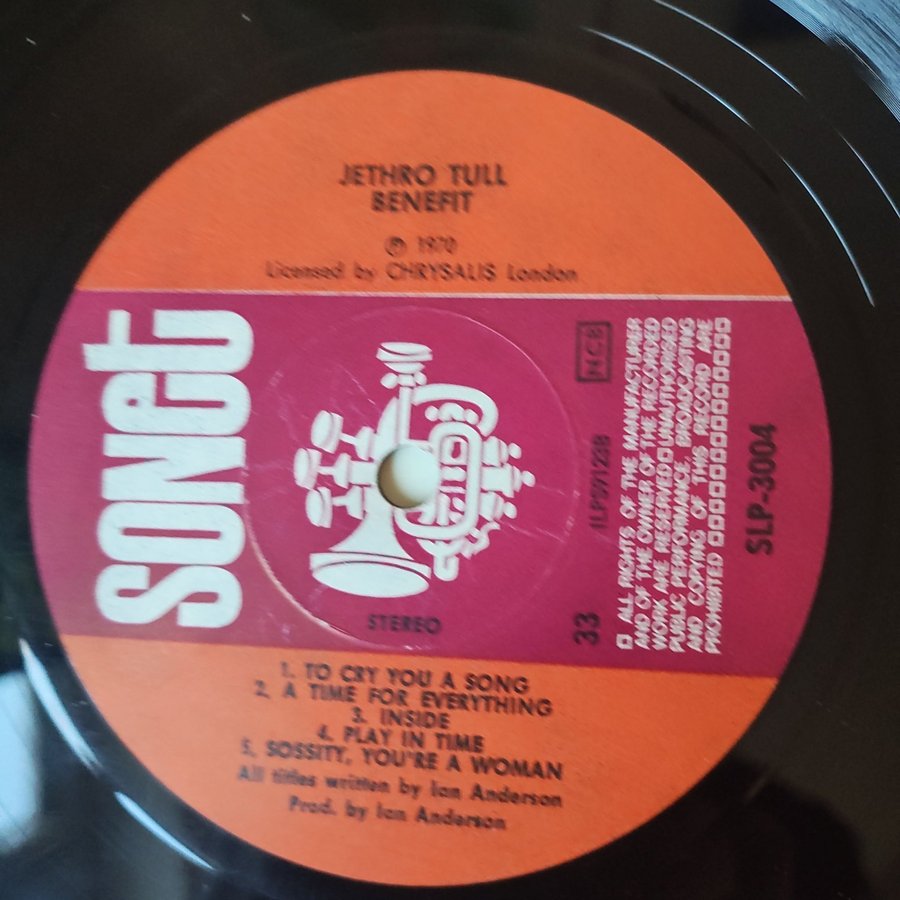 JETHRO TULL
BENEFIT
Ⓟ 1970
Licensed by CHRYSALIS London
SONET
NCB
ILPS9123B
□ ALL RIGHTS OF THE MANUFACTURER
AND OF THE OWNER OF THE RECORDED
WORK ARE RESERVED □ UNAUTHORISED
PUBLIC PERFORMANCE, BROADCASTING
AND COPYING OF THIS RECORD ARE
PROHIBITED □□□□□□□□□□□□□
SLP-3004
STEREO
33
1. TO CRY YOU A SONG
2. A TIME FOR EVERYTHING
3. INSIDE
4. PLAY IN TIME
5. SOSSITY, YOU'RE A WOMAN
All titles written by Ian Anderson
Prod. by Ian Anderson